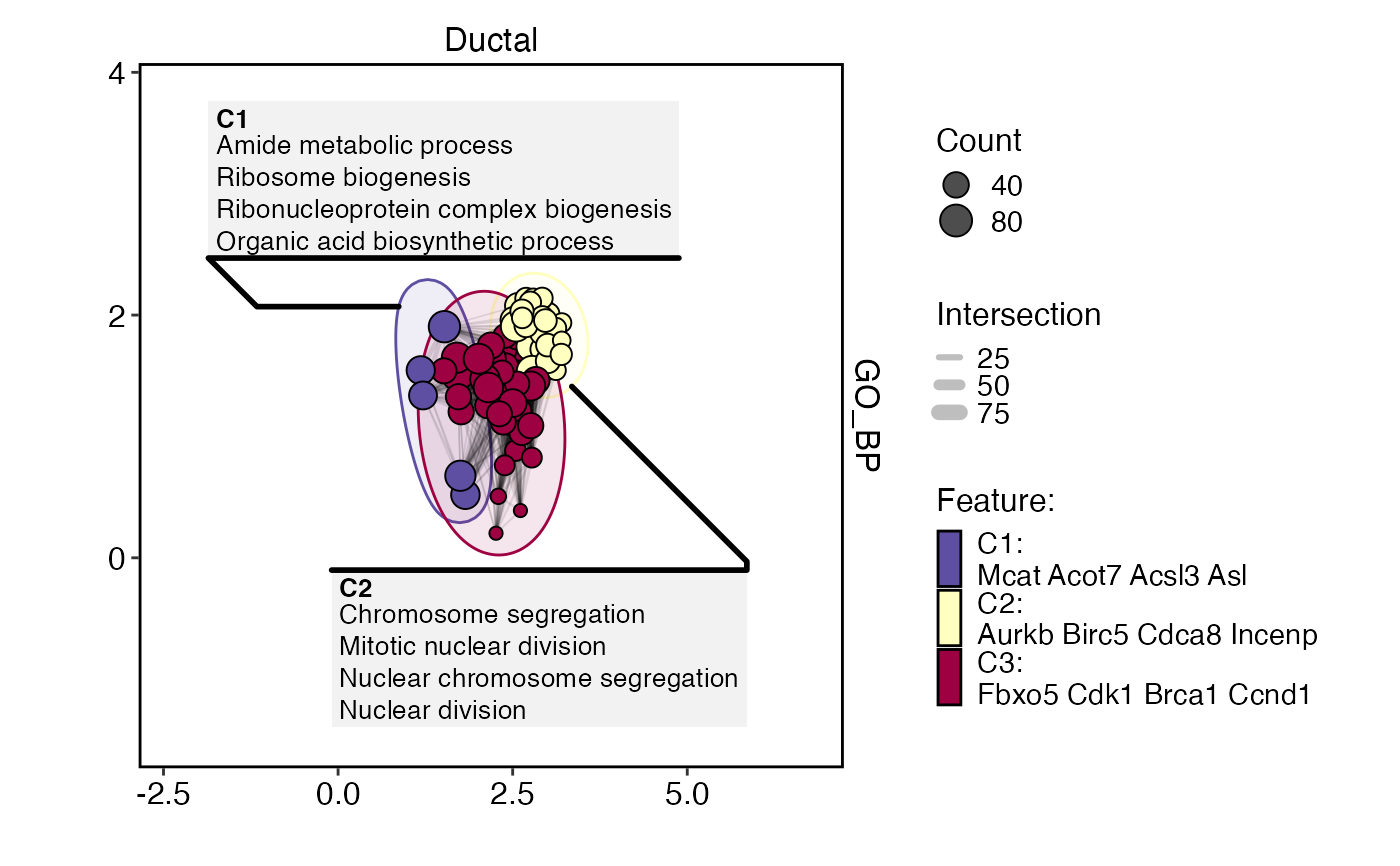 Ductal
4
2
0
-2.5
0.0
2.5
5.0
C1
Amide metabolic process
Ribosome biogenesis
Ribonucleoprotein complex biogenesis
Organic acid biosynthetic process
C2
Chromosome segregation
Mitotic nuclear division
Nuclear chromosome segregation
Nuclear division
GO_BP
Count
40
80
Intersection
25
50
75
Feature:
C1:
Mcat Acot7 Acsl3 Asl
C2:
Aurkb Birc5 Cdca8 Incenp
C3:
Fbxo5 Cdk1 Brca1 Ccnd1